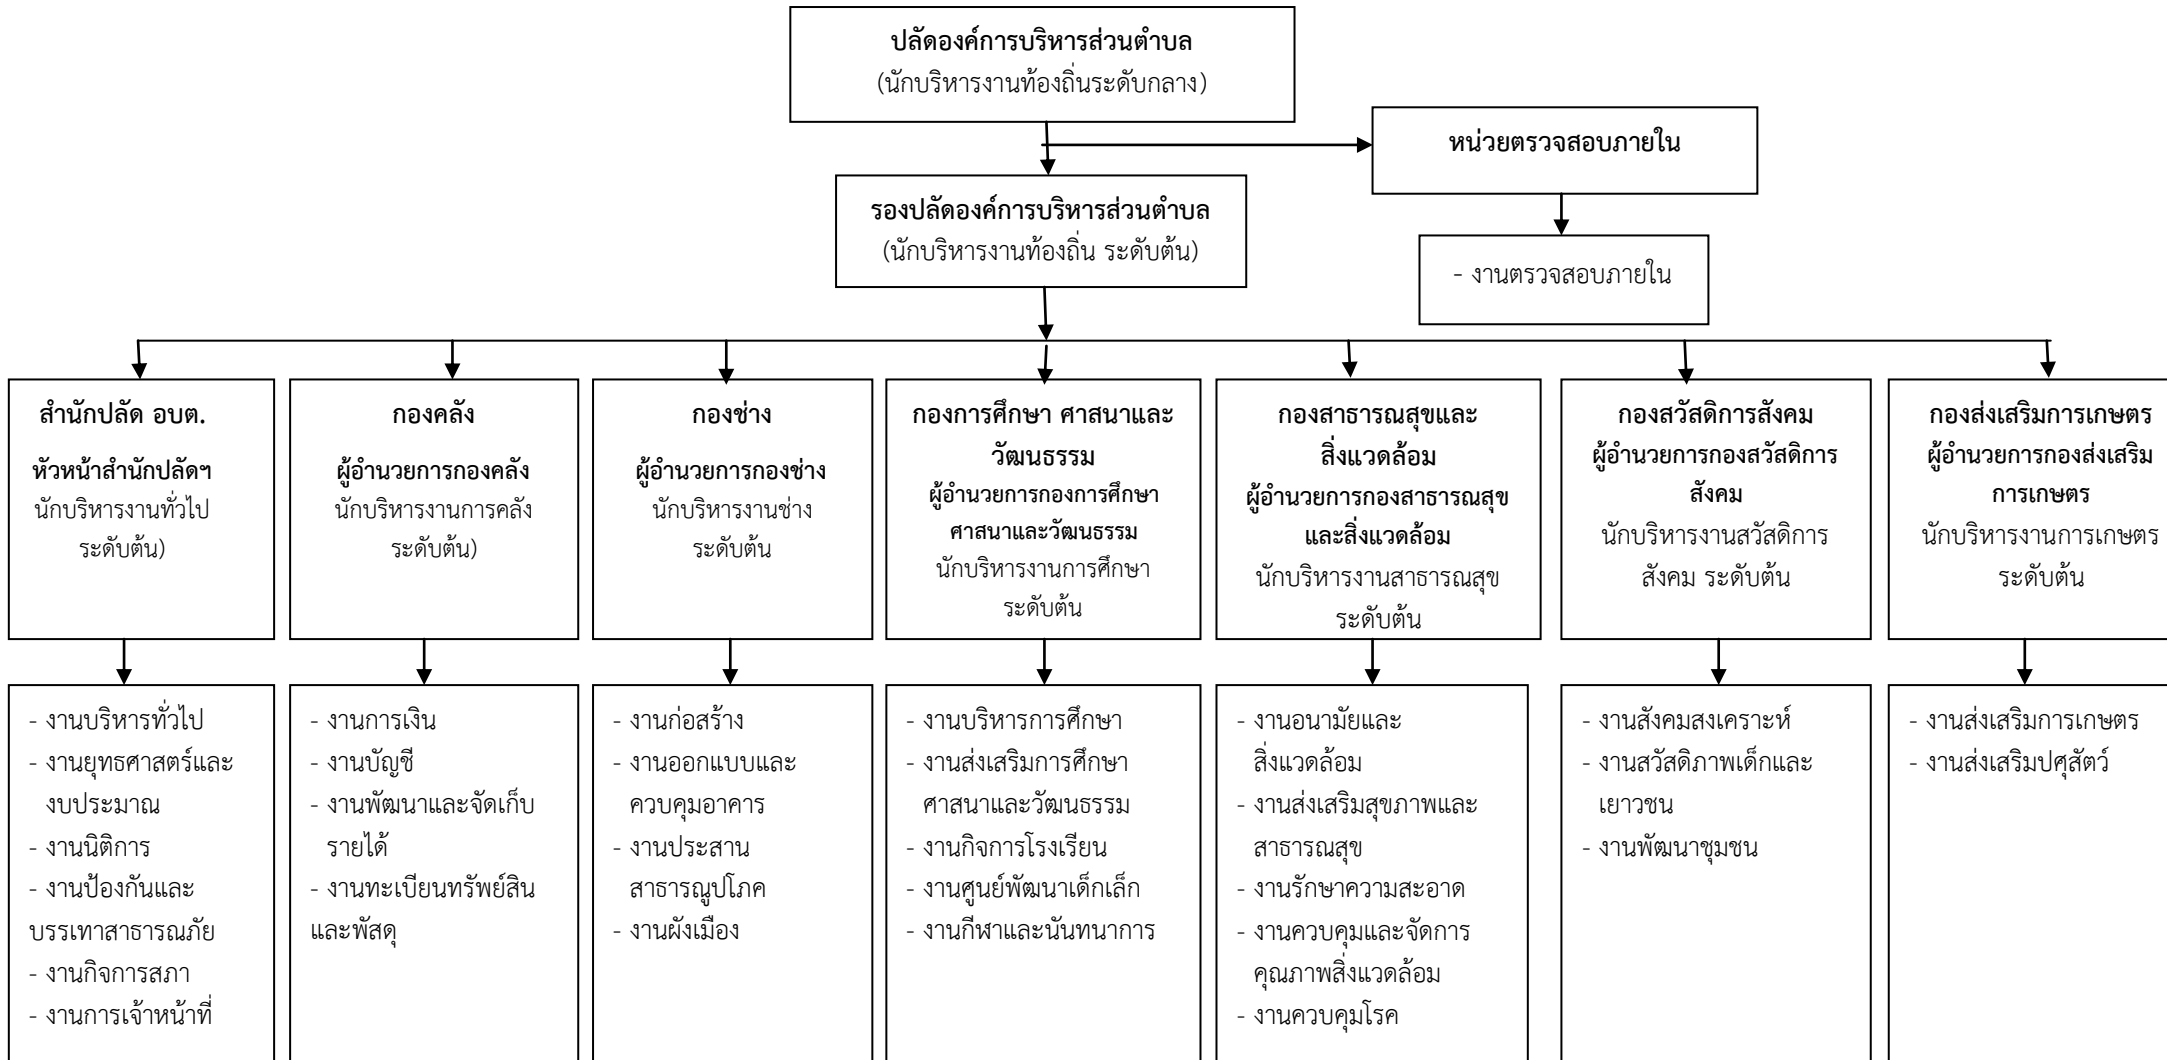 ปลัดองค์การบริหารส่วนตำบล
(นักบริหารงานท้องถิ่นระดับกลาง)
หน่วยตรวจสอบภายใน
รองปลัดองค์การบริหารส่วนตำบล
(นักบริหารงานท้องถิ่น ระดับต้น)
- งานตรวจสอบภายใน
สำนักปลัด อบต.
หัวหน้าสำนักปลัดฯ
นักบริหารงานทั่วไป
ระดับต้น)
กองคลัง
ผู้อำนวยการกองคลัง
นักบริหารงานการคลัง
ระดับต้น)
กองช่าง
ผู้อำนวยการกองช่าง
นักบริหารงานช่าง
ระดับต้น
กองการศึกษา ศาสนาและ
วัฒนธรรม
ผู้อำนวยการกองการศึกษา
ศาสนาและวัฒนธรรม
นักบริหารงานการศึกษา
ระดับต้น
กองสาธารณสุขและ
สิ่งแวดล้อม
ผู้อำนวยการกองสาธารณสุข
และสิ่งแวดล้อม
นักบริหารงานสาธารณสุข
ระดับต้น
กองสวัสดิการสังคม
ผู้อำนวยการกองสวัสดิการ
สังคม
นักบริหารงานสวัสดิการ
สังคม ระดับต้น
กองส่งเสริมการเกษตร
ผู้อำนวยการกองส่งเสริม
การเกษตร
นักบริหารงานการเกษตร
ระดับต้น
- งานบริหารทั่วไป
- งานยุทธศาสตร์และ
งบประมาณ
- งานนิติการ
- งานป้องกันและ
บรรเทาสาธารณภัย
- งานกิจการสภา
- งานการเจ้าหน้าที่
- งานการเงิน
- งานบัญชี
- งานพัฒนาและจัดเก็บ
รายได้
- งานทะเบียนทรัพย์สิน
และพัสดุ
- งานก่อสร้าง
- งานออกแบบและ
ควบคุมอาคาร
- งานประสาน
สาธารณูปโภค
- งานผังเมือง
- งานบริหารการศึกษา
- งานส่งเสริมการศึกษา
ศาสนาและวัฒนธรรม
- งานกิจการโรงเรียน
- งานศูนย์พัฒนาเด็กเล็ก
- งานกีฬาและนันทนาการ
- งานอนามัยและ
สิ่งแวดล้อม
- งานส่งเสริมสุขภาพและ
สาธารณสุข
- งานรักษาความสะอาด
- งานควบคุมและจัดการ
คุณภาพสิ่งแวดล้อม
- งานควบคุมโรค
- งานสังคมสงเคราะห์
- งานสวัสดิภาพเด็กและ
เยาวชน
- งานพัฒนาชุมชน
- งานส่งเสริมการเกษตร
- งานส่งเสริมปศุสัตว์